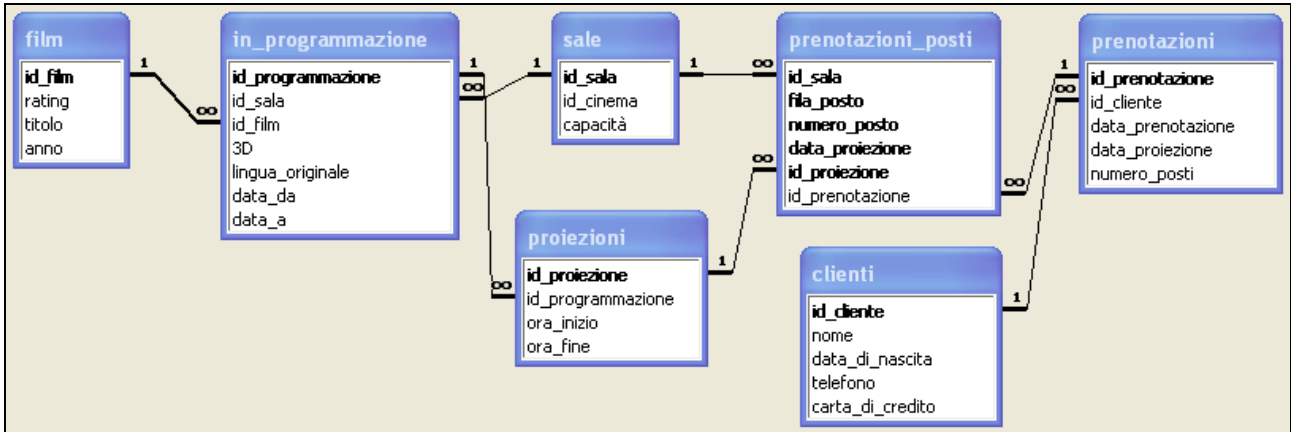 film
id_film
rating
titolo
anno
1
∞
in_programmazione
id_programmazione
id_sala
id_film
3D
lingua_originale
data_da
data_a
1
∞
1
sale
id_sala
id_cinema
capacità
1
∞
prenotazioni_posti
id_sala
fila_posto
numero_posto
data_proiezione
id_proiezione
id_prenotazione
∞
∞
1
∞
prenotazioni
id_prenotazione
id_cliente
data_prenotazione
data_proiezione
numero_posti
proiezioni
id_proiezione
id_programmazione
ora_inizio
ora_fine
∞
1
clienti
id_cliente
nome
data_di_nascita
telefono
carta_di_credito
1